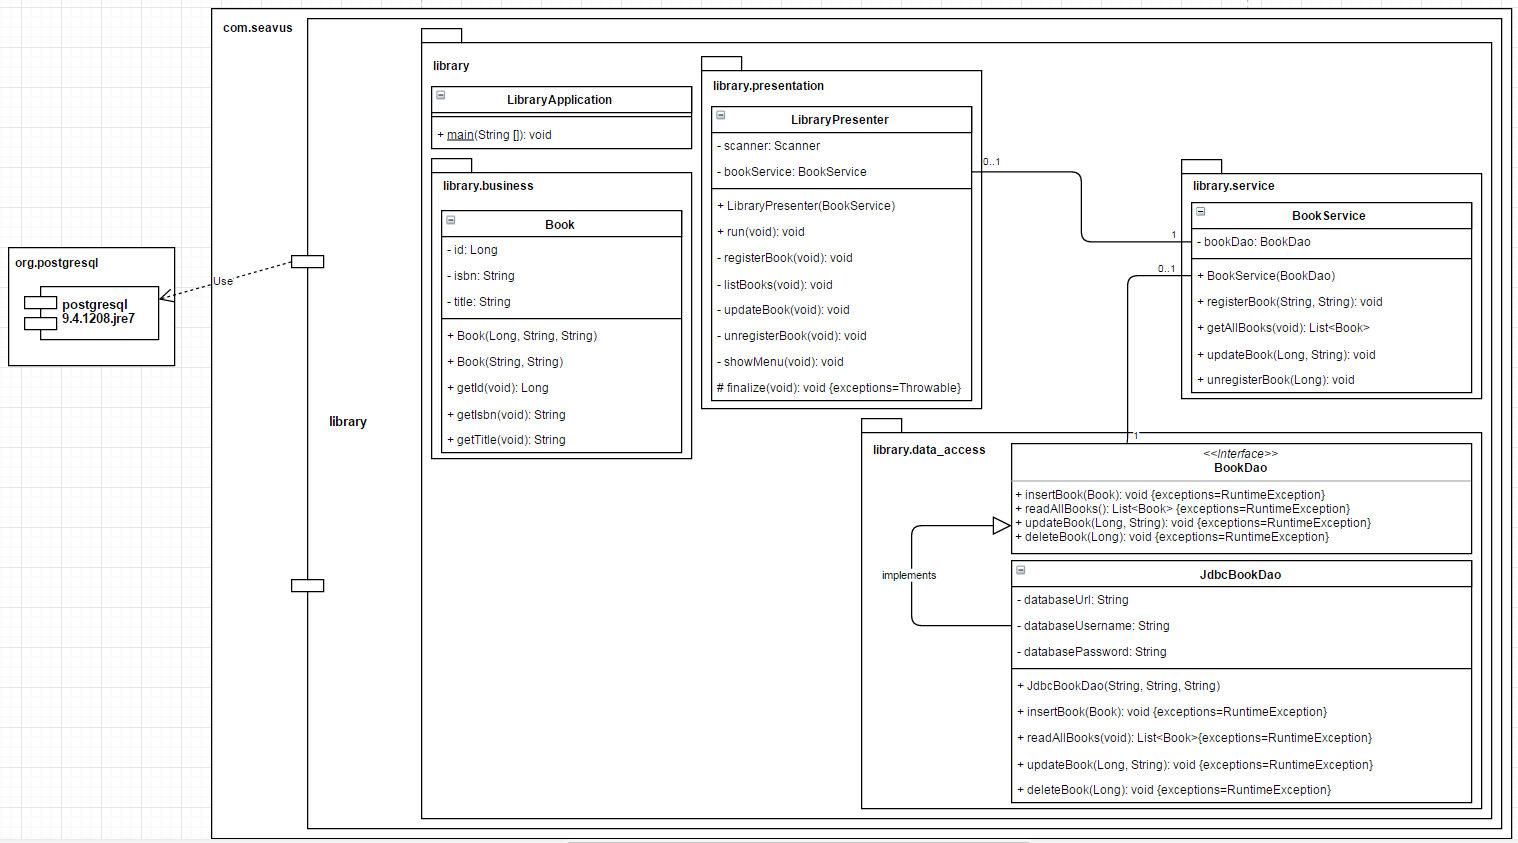 com.seavus
library
library
LibraryApplication
+ main(String []): void
library.business
Book
- id: Long
- isbn: String
- title: String
+ Book(Long, String, String)
+ Book(String, String)
+ getId(void): Long
+ getIsbn(void): String
+ getTitle(void): String
library.presentation
LibraryPresenter
- scanner: Scanner
- bookService: BookService
+ LibraryPresenter(BookService)
+ run(void): void
- registerBook(void): void
- listBooks(void): void
- updateBook(void): void
- unregisterBook(void): void
- showMenu(void): void
# finalize(void): void {exceptions=Throwable}
0..1
1
library.service
BookService
- bookDao: BookDao
+ BookService(BookDao)
+ registerBook(String, String): void
+ getAllBooks(void): List<Book>
+ updateBook(Long, String): void
+ unregisterBook(Long): void
0..1
1
org.postgresql
postgresql
9.4.1208.jre7
Use
library.data_access
<<Interface>>
BookDao
+ insertBook(Book): void {exceptions=RuntimeException}
+ readAllBooks(): List<Book> {exceptions=RuntimeException}
+ updateBook(Long, String): void {exceptions=RuntimeException}
+ deleteBook(Long): void {exceptions=RuntimeException}
implements
JdbcBookDao
- databaseUrl: String
- databaseUsername: String
- databasePassword: String
+ JdbcBookDao(String, String, String)
+ insertBook(Book): void {exceptions=RuntimeException}
+ readAllBooks(void): List<Book>{exceptions=RuntimeException}
+ updateBook(Long, String): void {exceptions=RuntimeException}
+ deleteBook(Long): void {exceptions=RuntimeException}